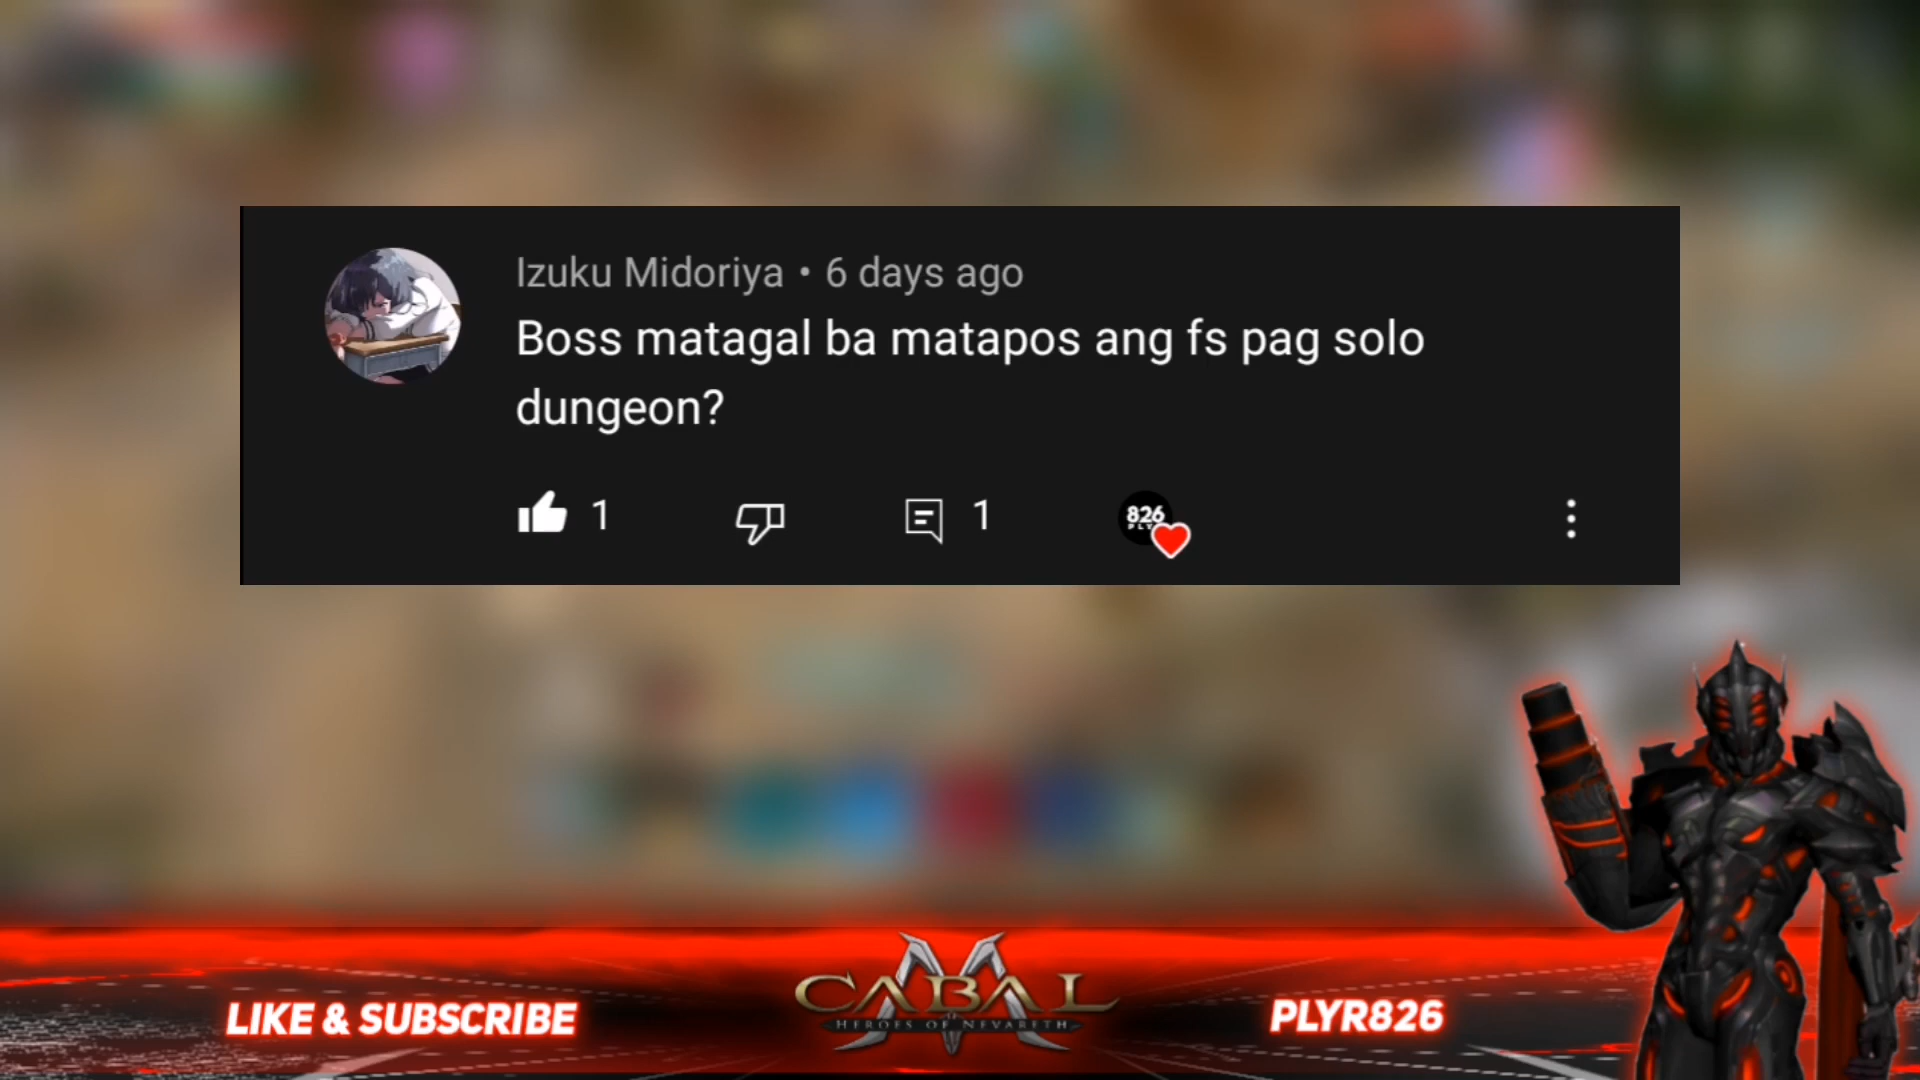 Izuku Midoriya • 6 days ago
Boss matagal ba matapos ang fs pag solo
dungeon?
1
1
826
PLYR
LIKE & SUBSCRIBE
CABAL
HEROES OF NEVARETH
PLYR826